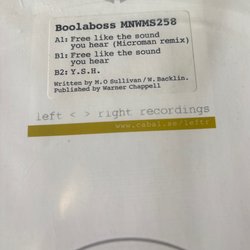 Boolaboss MNWMS258
A1: Free like the sound
you hear (Microman remix)
B1: Free like the sound
you hear
B2: Y.S.H.
Written by M.O Sullivan/W. Backlin.
Published by Warner Chappell
left < > right recordings
www.cabal.se/leftr